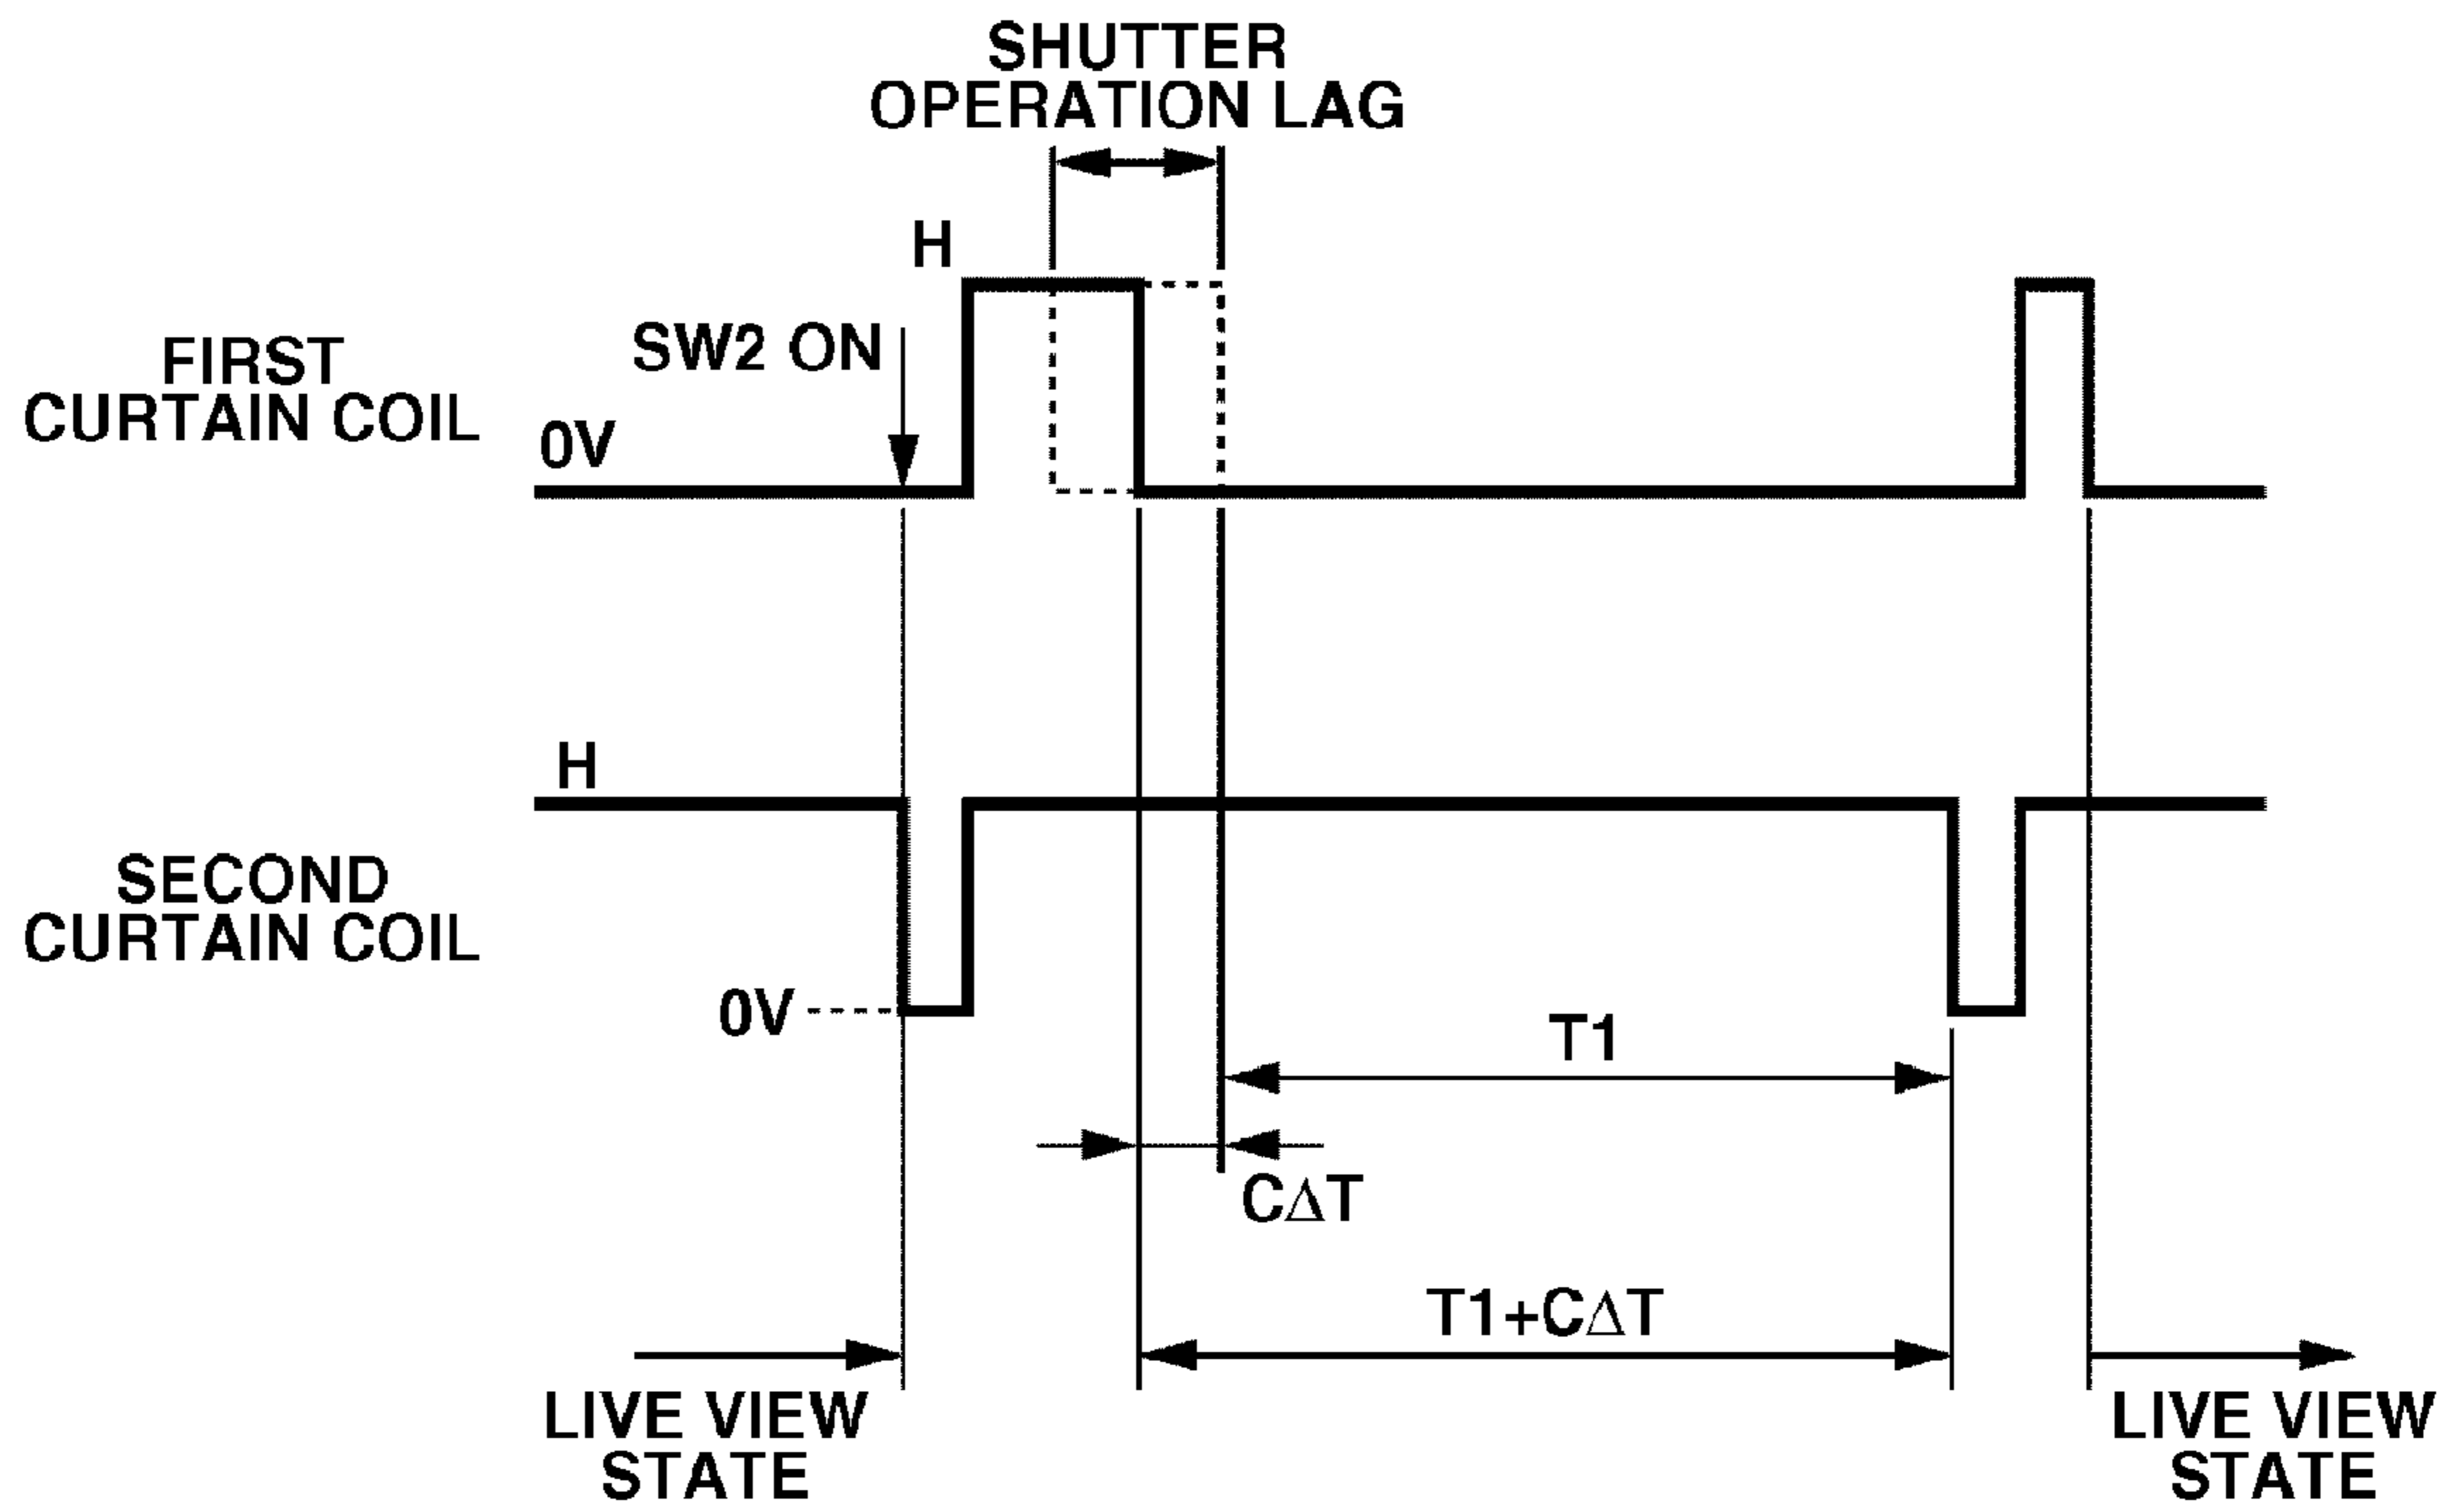 SHUTTER
OPERATION LAG
H
SW2 ON
FIRST
CURTAIN COIL
0V
H
SECOND
CURTAIN COIL
0V
T1
CΔT
T1+CΔT
LIVE VIEW
STATE
LIVE VIEW
STATE